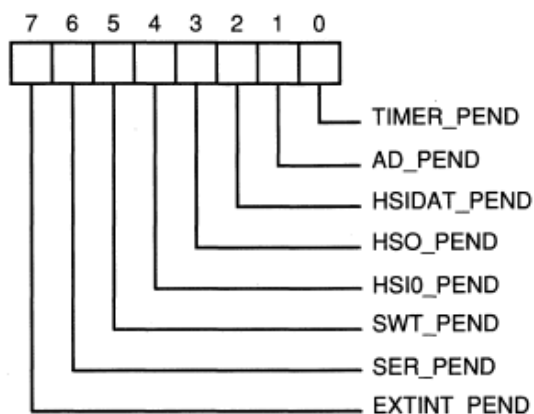 7 6 5 4 3 2 1 0
TIMER_PEND
AD_PEND
HSIDAT_PEND
HSO_PEND
HSI0_PEND
SWT_PEND
SER_PEND
EXTINT_PEND